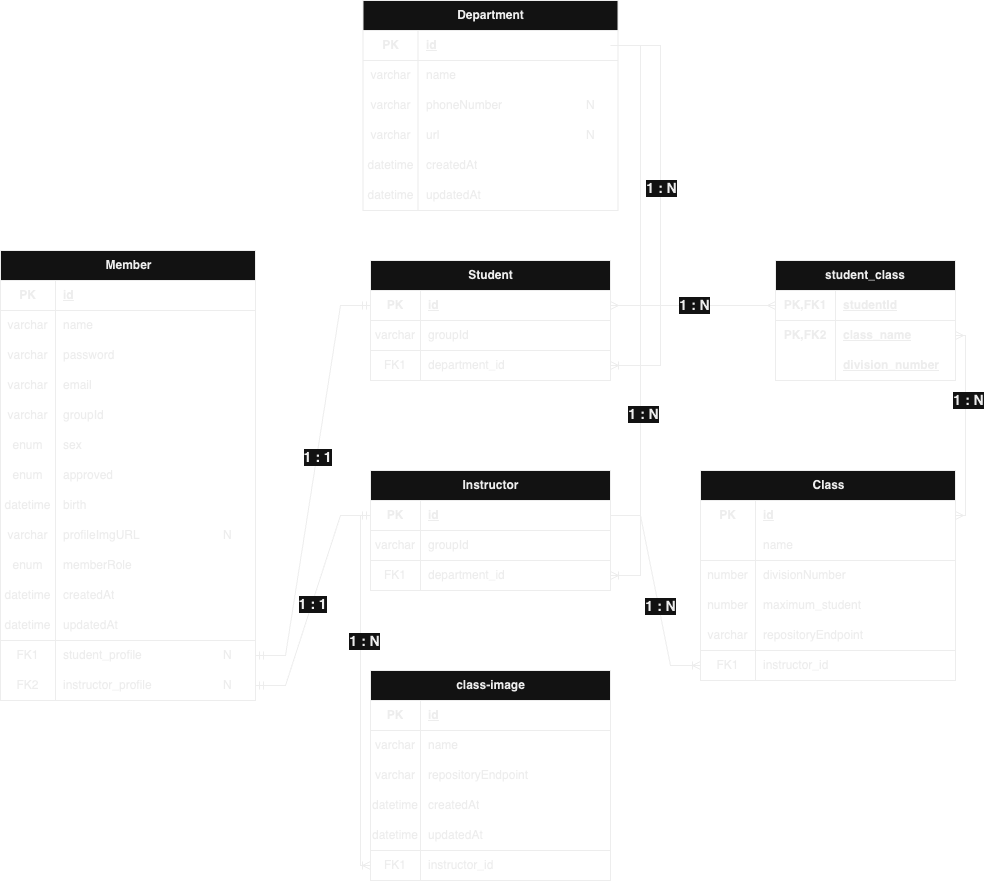 Department
PK id
varchar name
varchar phoneNumber N
varchar url N
datetime createdAt
datetime updatedAt
1 : N
Member
PK id
varchar name
varchar password
varchar email
varchar groupId
enum sex
enum approved
datetime birth
varchar profileImgURL N
enum memberRole
datetime createdAt
datetime updatedAt
FK1 student_profile N
FK2 instructor_profile N
Student
PK id
varchar groupId
FK1 department_id
1 : N
student_class
PK,FK1 studentId
PK,FK2 class_name
division_number
1 : N
1 : N
1 : 1
Instructor
PK id
varchar groupId
FK1 department_id
Class
PK id
name
number divisionNumber
number maximum_student
varchar repositoryEndpoint
FK1 instructor_id
1 : 1
1 : N
1 : N
class-image
PK id
varchar name
varchar repositoryEndpoint
datetime createdAt
datetime updatedAt
FK1 instructor_id